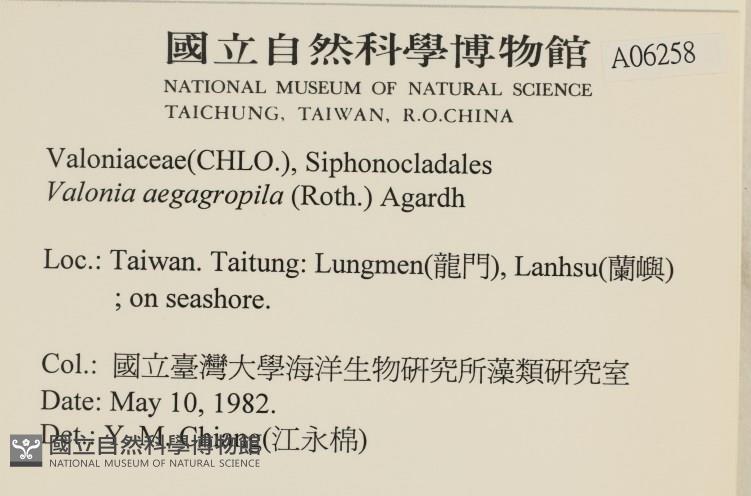 國立自然科學博物館
A06258
NATIONAL MUSEUM OF NATURAL SCIENCE
TAICHUNG, TAIWAN, R.O.CHINA
Valoniaceae(CHLO.), Siphonocladales
Valonia aegagropila (Roth.) Agardh
Loc.: Taiwan. Taitung: Lungmen(龍門), Lanhsu(蘭嶼)
; on seashore.
Col.: 國立臺灣大學海洋生物研究所藻類研究室
Date: May 10, 1982.
Det.: Y. M. Chiang(江永棉)
國立自然科學博物館
NATIONAL MUSEUM OF NATURAL SCIENCE